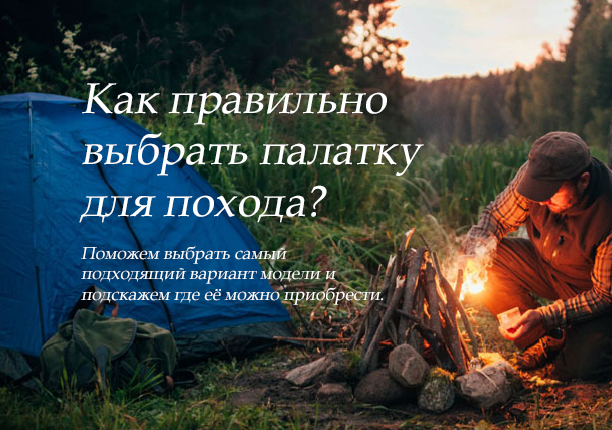 Как правильно
выбрать палатку
для похода?
Поможем выбрать самый
подходящий вариант модели и
подскажем где её можно приобрести.